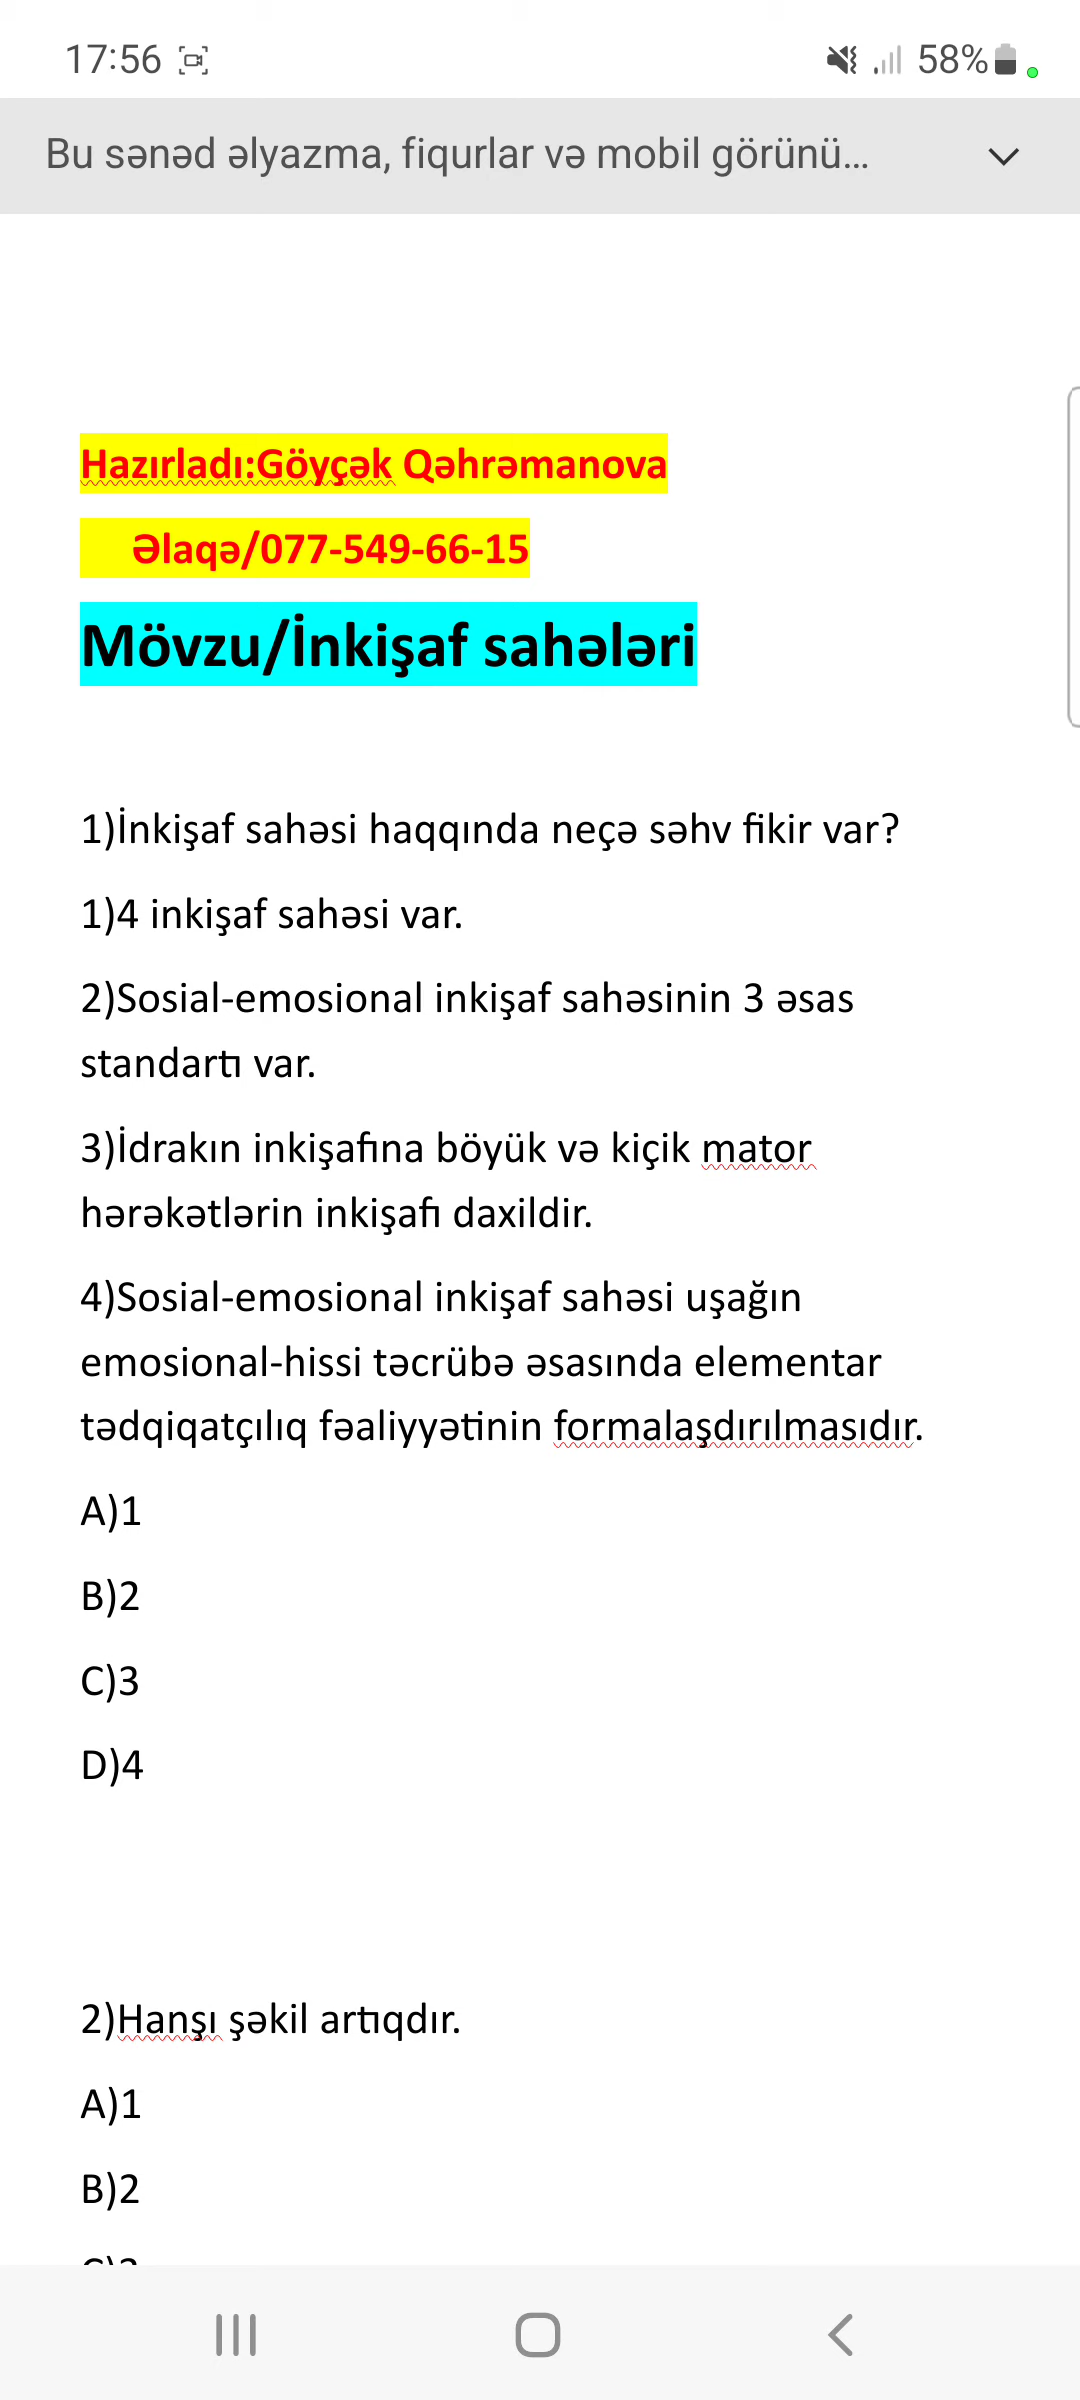 17:56
58%
Bu sənəd əlyazma, fiqurlar və mobil görünü...
Hazırladı:Göyçək Qəhrəmanova
Əlaqə/077-549-66-15
Mövzu/İnkişaf sahələri
1)İnkişaf sahəsi haqqında neçə səhv fikir var?
1)4 inkişaf sahəsi var.
2)Sosial-emosional inkişaf sahəsinin 3 əsas
standartı var.
3)İdrakın inkişafına böyük və kiçik mator
hərəkətlərin inkişafı daxildir.
4)Sosial-emosional inkişaf sahəsi uşağın
emosional-hissi təcrübə əsasında elementar
tədqiqatçılıq fəaliyyətinin formalaşdırılmasıdır.
A)1
B)2
C)3
D)4
2)Hanşı şəkil artıqdır.
A)1
B)2